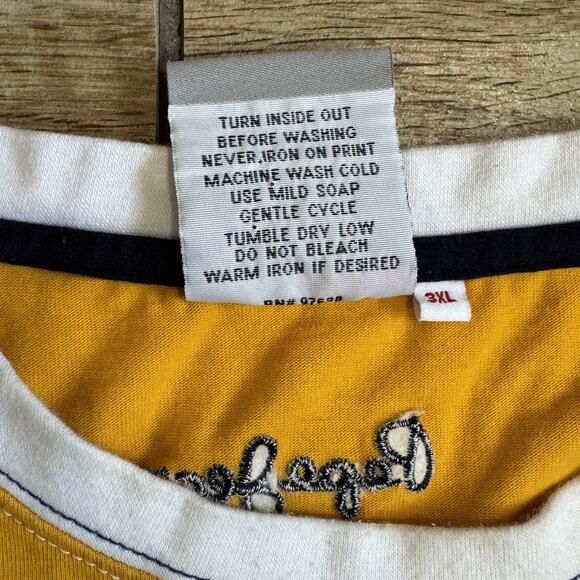 TURN INSIDE OUT
BEFORE WASHING
NEVER IRON ON PRINT
MACHINE WASH COLD
USE MILD SOAP
GENTLE CYCLE
TUMBLE DRY LOW
DO NOT BLEACH
WARM IRON IF DESIRED
RN#
3XL